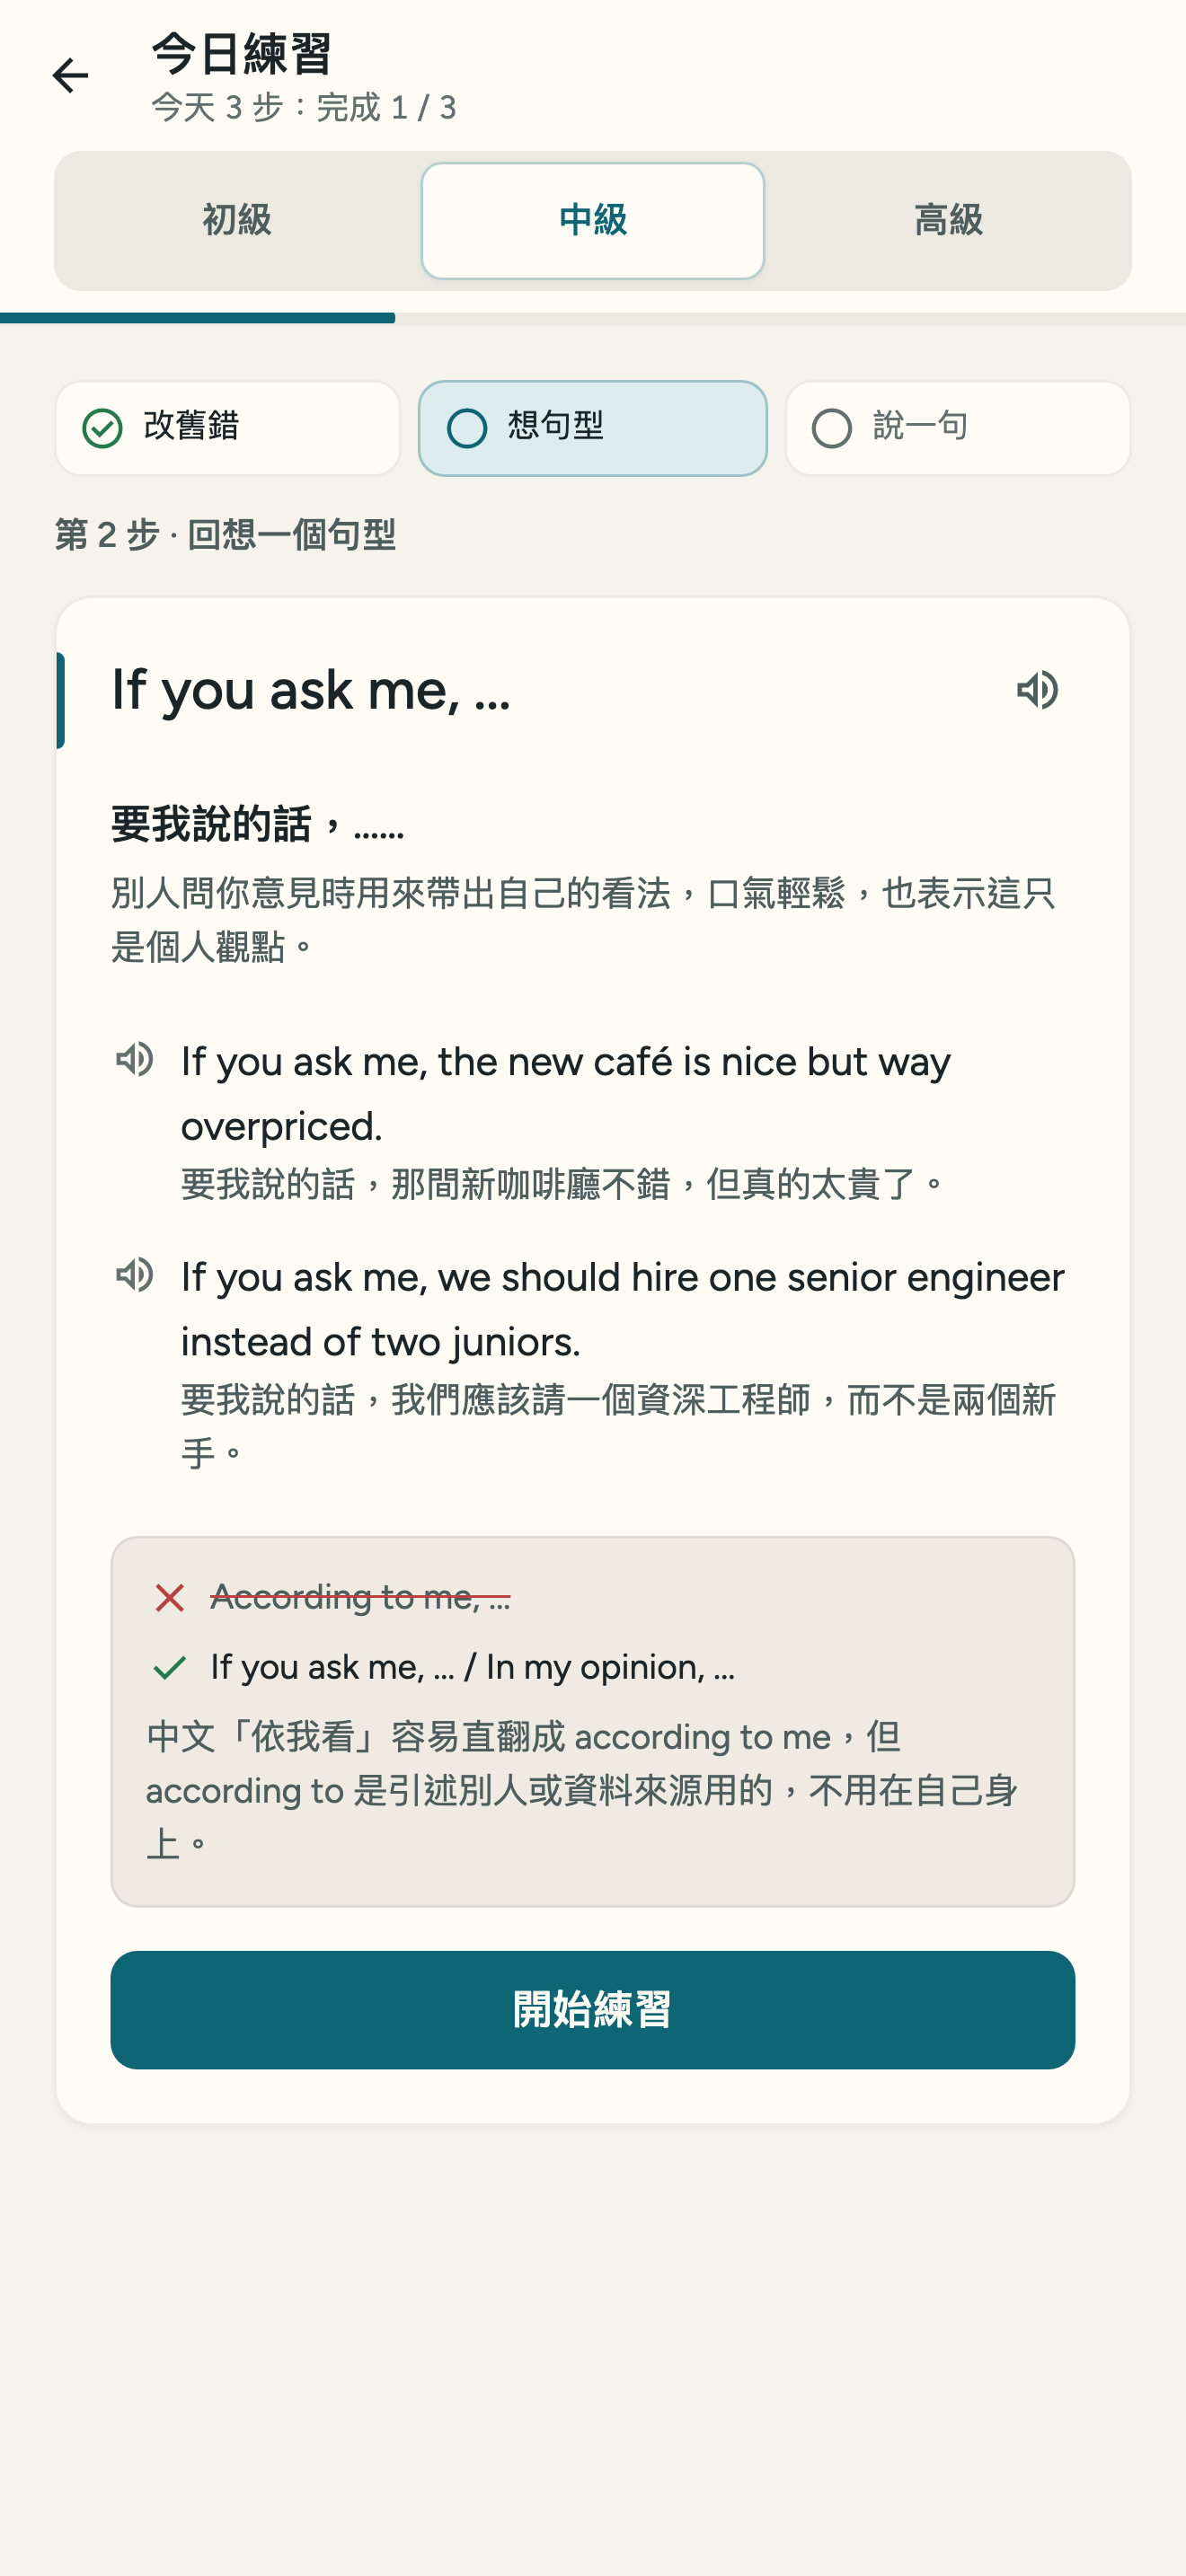 今日練習
今天 3 步：完成 1 / 3
初級
中級
高級
改舊錯
想句型
說一句
第 2 步 · 回想一個句型
If you ask me, ...
要我說的話，......
別人問你意見時用來帶出自己的看法，口氣輕鬆，也表示這只
是個人觀點。
If you ask me, the new café is nice but way
overpriced.
要我說的話，那間新咖啡廳不錯，但真的太貴了。
If you ask me, we should hire one senior engineer
instead of two juniors.
要我說的話，我們應該請一個資深工程師，而不是兩個新
手。
According to me, ...
If you ask me, ... / In my opinion, ...
中文「依我看」容易直翻成 according to me，但
according to 是引述別人或資料來源用的，不用在自己身
上。
開始練習